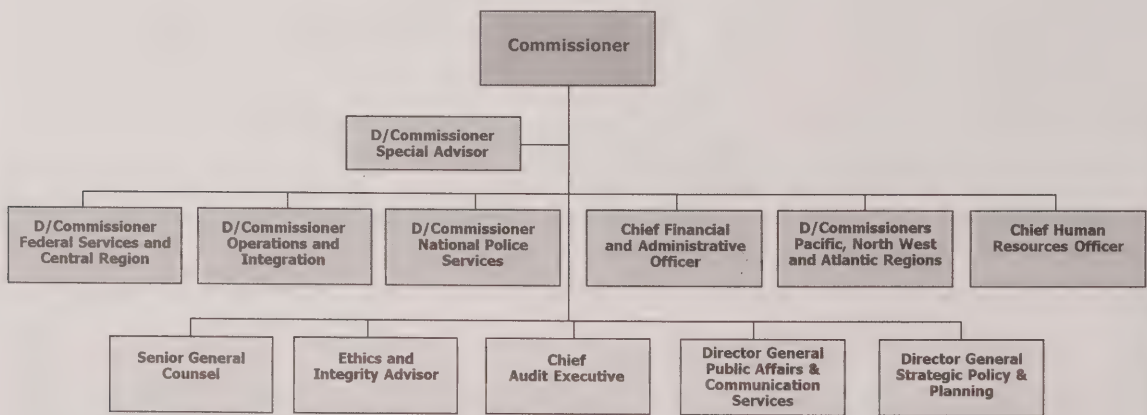 Commissioner
D/Commissioner
Special Advisor
D/Commissioner
Federal Services and
Central Region
D/Commissioner
Operations and
Integration
D/Commissioner
National Police
Services
Chief Financial
and Administrative
Officer
D/Commissioners
Pacific, North West
and Atlantic Regions
Chief Human
Resources Officer
Senior General
Counsel
Ethics and
Integrity Advisor
Chief
Audit Executive
Director General
Public Affairs &
Communication
Services
Director General
Strategic Policy &
Planning